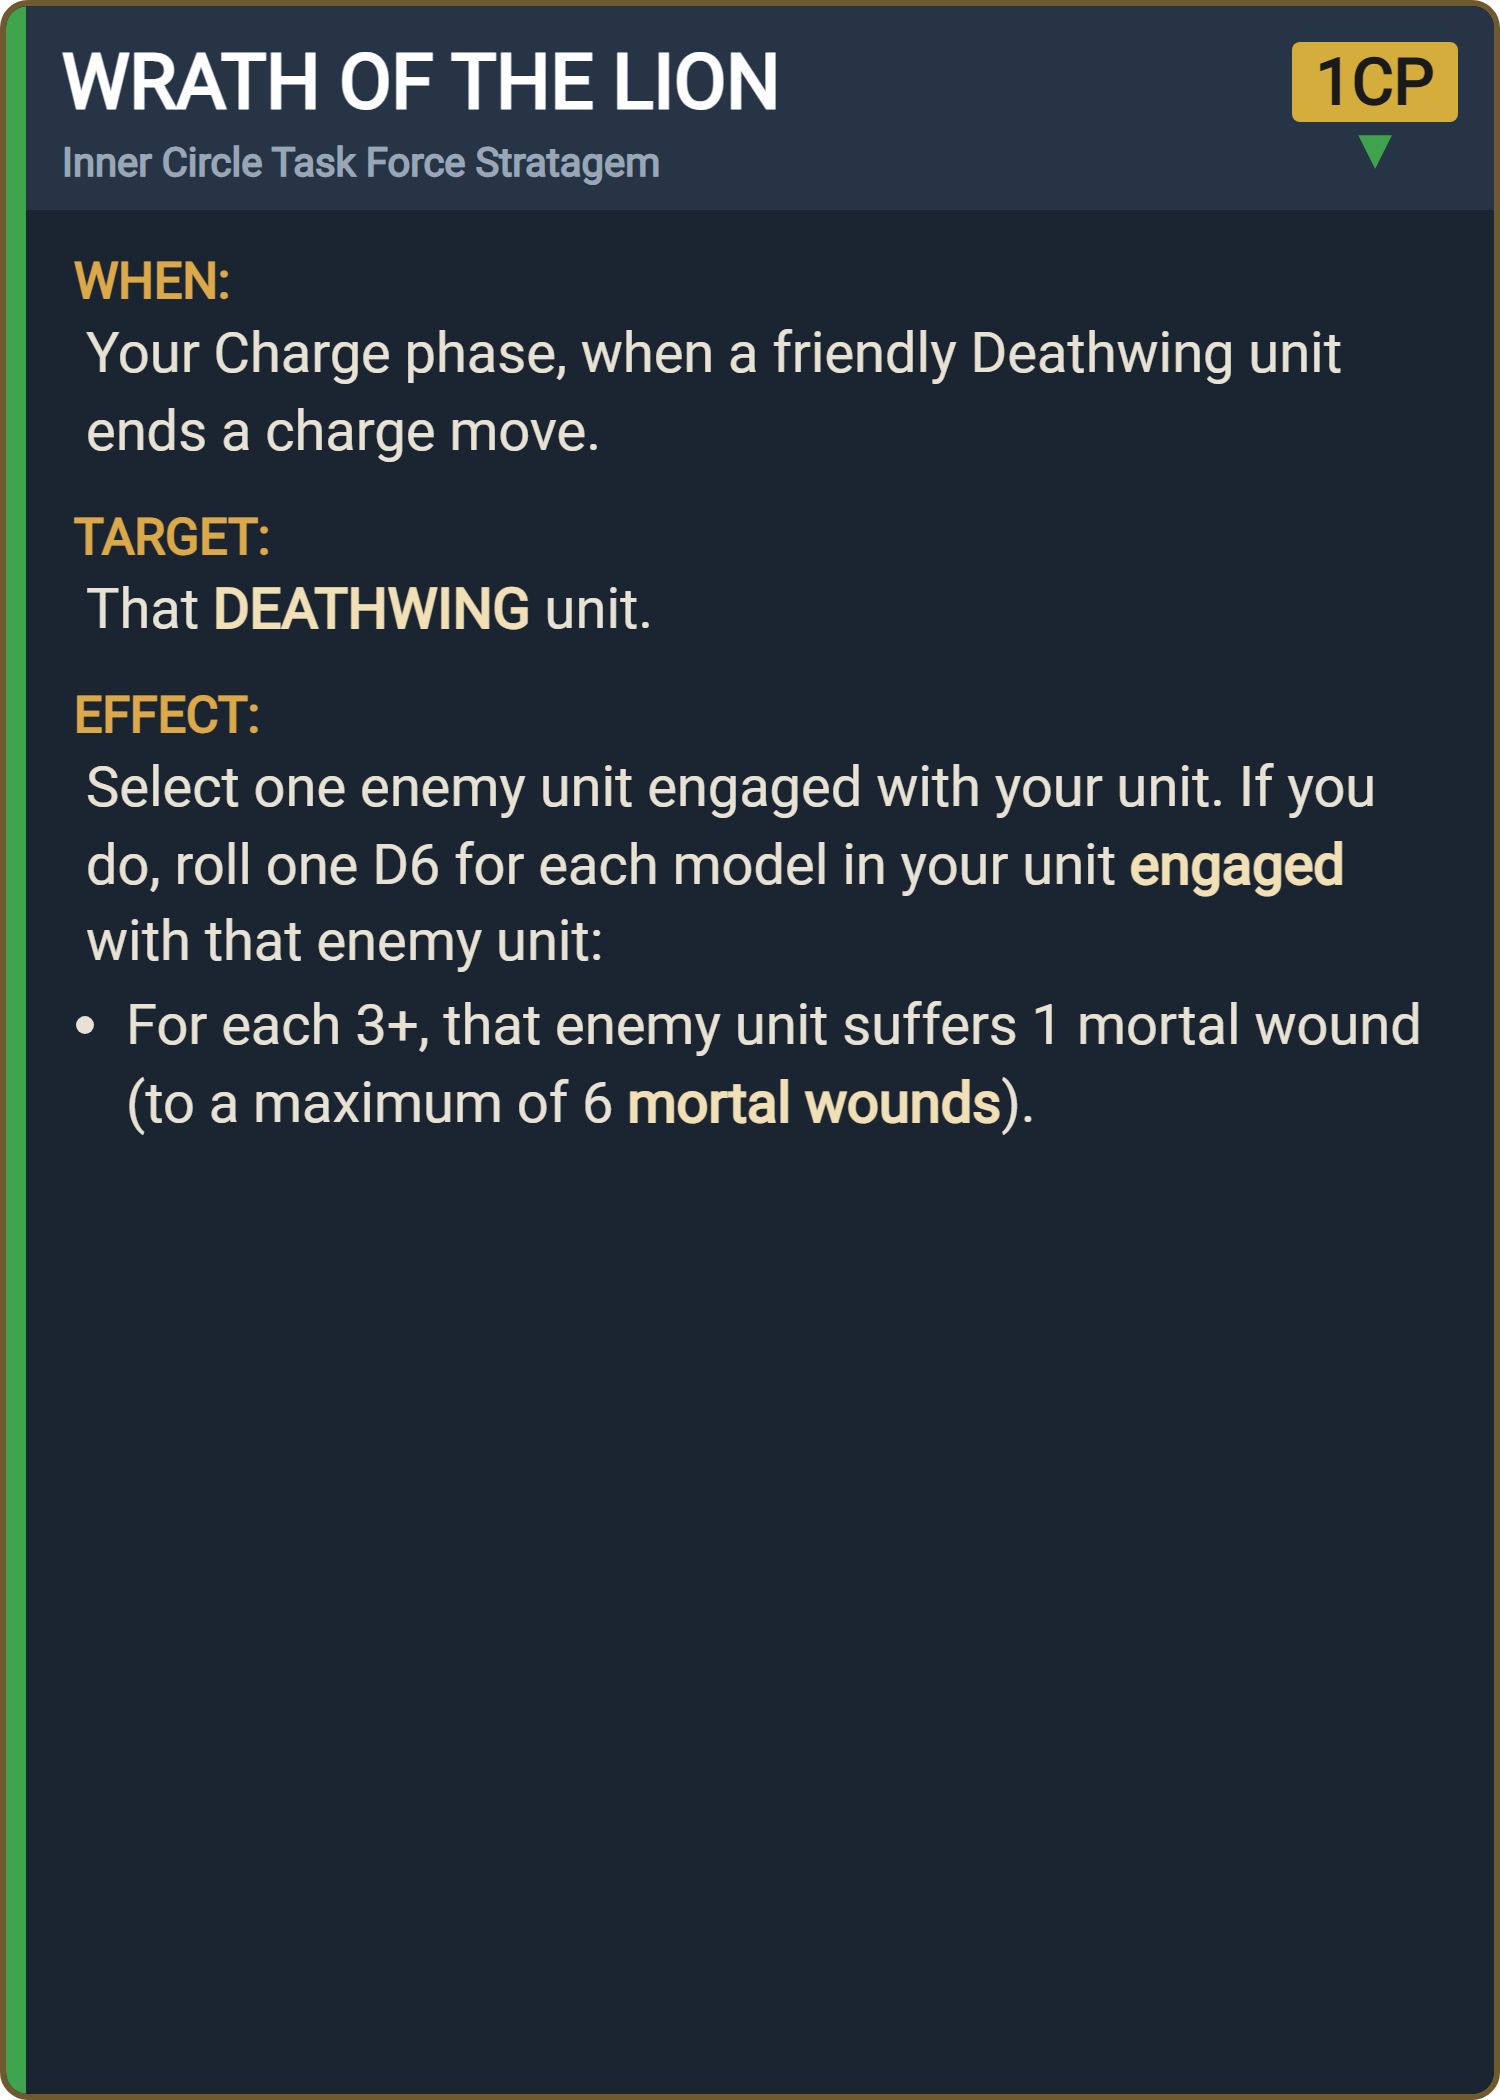 WRATH OF THE LION
1CP
Inner Circle Task Force Stratagem
WHEN:
Your Charge phase, when a friendly Deathwing unit
ends a charge move.
TARGET:
That DEATHWING unit.
EFFECT:
Select one enemy unit engaged with your unit. If you
do, roll one D6 for each model in your unit engaged
with that enemy unit:
• For each 3+, that enemy unit suffers 1 mortal wound
(to a maximum of 6 mortal wounds).